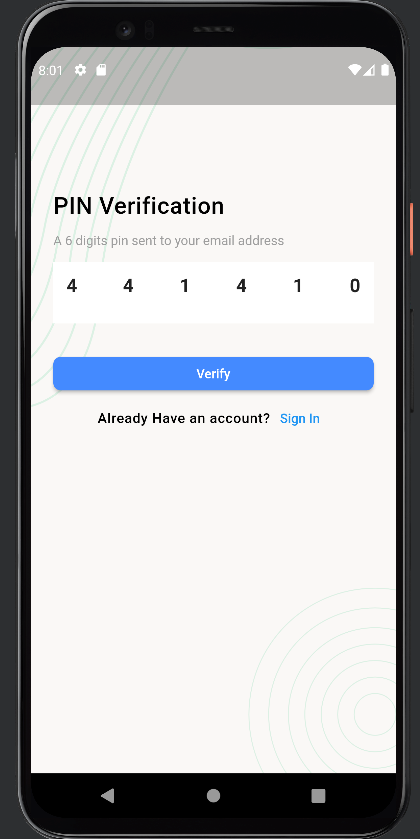 8:01
PIN Verification
A 6 digits pin sent to your email address
4 4 1 4 1 0
Verify
Already Have an account? Sign In